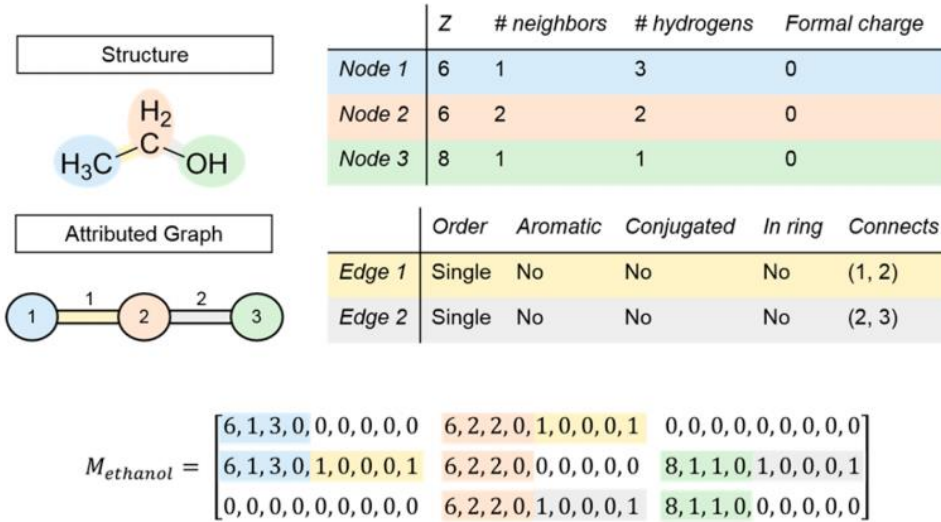 Structure
H2
H3C C OH
Attributed Graph
1 2
1 2 3
Z # neighbors # hydrogens Formal charge
Node 1 6 1 3 0
Node 2 6 2 2 0
Node 3 8 1 1 0
Order Aromatic Conjugated In ring Connects
Edge 1 Single No No No (1, 2)
Edge 2 Single No No No (2, 3)
6, 1, 3, 0, 0, 0, 0, 0, 0 6, 2, 2, 0, 1, 0, 0, 0, 1 0, 0, 0, 0, 0, 0, 0, 0, 0
Methanol = 6, 1, 3, 0, 1, 0, 0, 0, 1 6, 2, 2, 0, 0, 0, 0, 0, 0 8, 1, 1, 0, 1, 0, 0, 0, 1
0, 0, 0, 0, 0, 0, 0, 0, 0 6, 2, 2, 0, 1, 0, 0, 0, 1 8, 1, 1, 0, 0, 0, 0, 0, 0